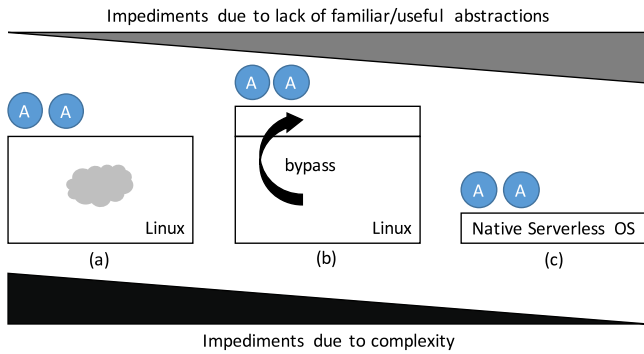 Impediments due to lack of familiar/useful abstractions
A A
A A
bypass
A A
Linux
Linux
Native Serverless OS
(a)
(b)
(c)
Impediments due to complexity